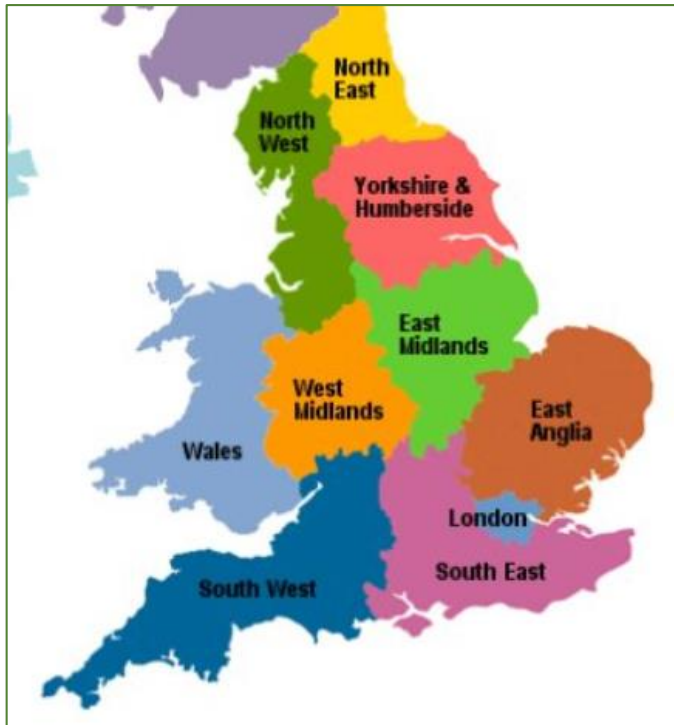 North
East
North
West
Yorkshire &
Humberside
East
Midlands
West
Midlands
East
Anglia
Wales
London
South East
South West